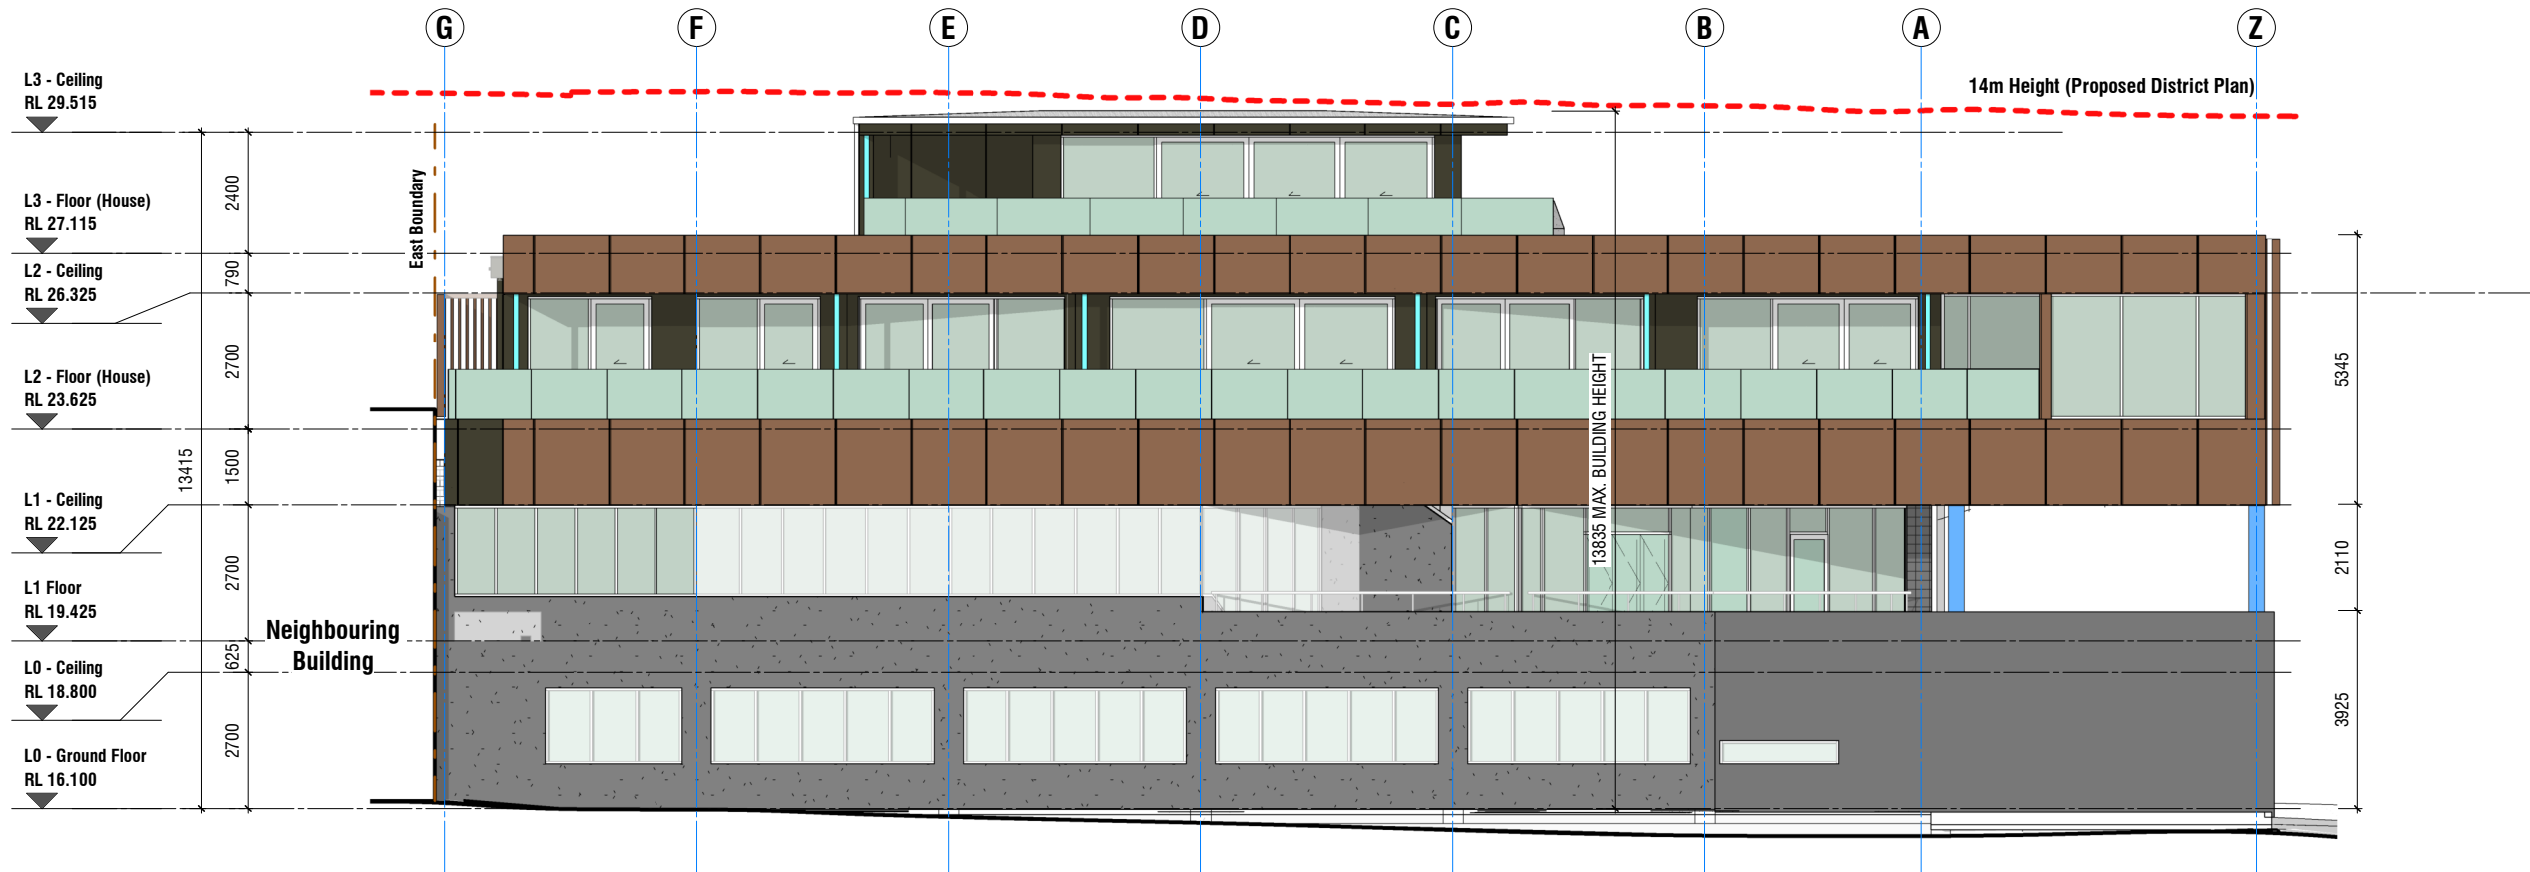 G F E D C B A Z
14m Height (Proposed District Plan)
L3 - Ceiling
RL 29.515
L3 - Floor (House)
RL 27.115
L2 - Ceiling
RL 26.325
L2 - Floor (House)
RL 23.625
L1 - Ceiling
RL 22.125
L1 Floor
RL 19.425
L0 - Ceiling
RL 18.800
L0 - Ground Floor
RL 16.100
13415
2400
790
2700
1500
2700
625
2700
East Boundary
Neighbouring
Building
13835 MAX. BUILDING HEIGHT
5345
2110
3925